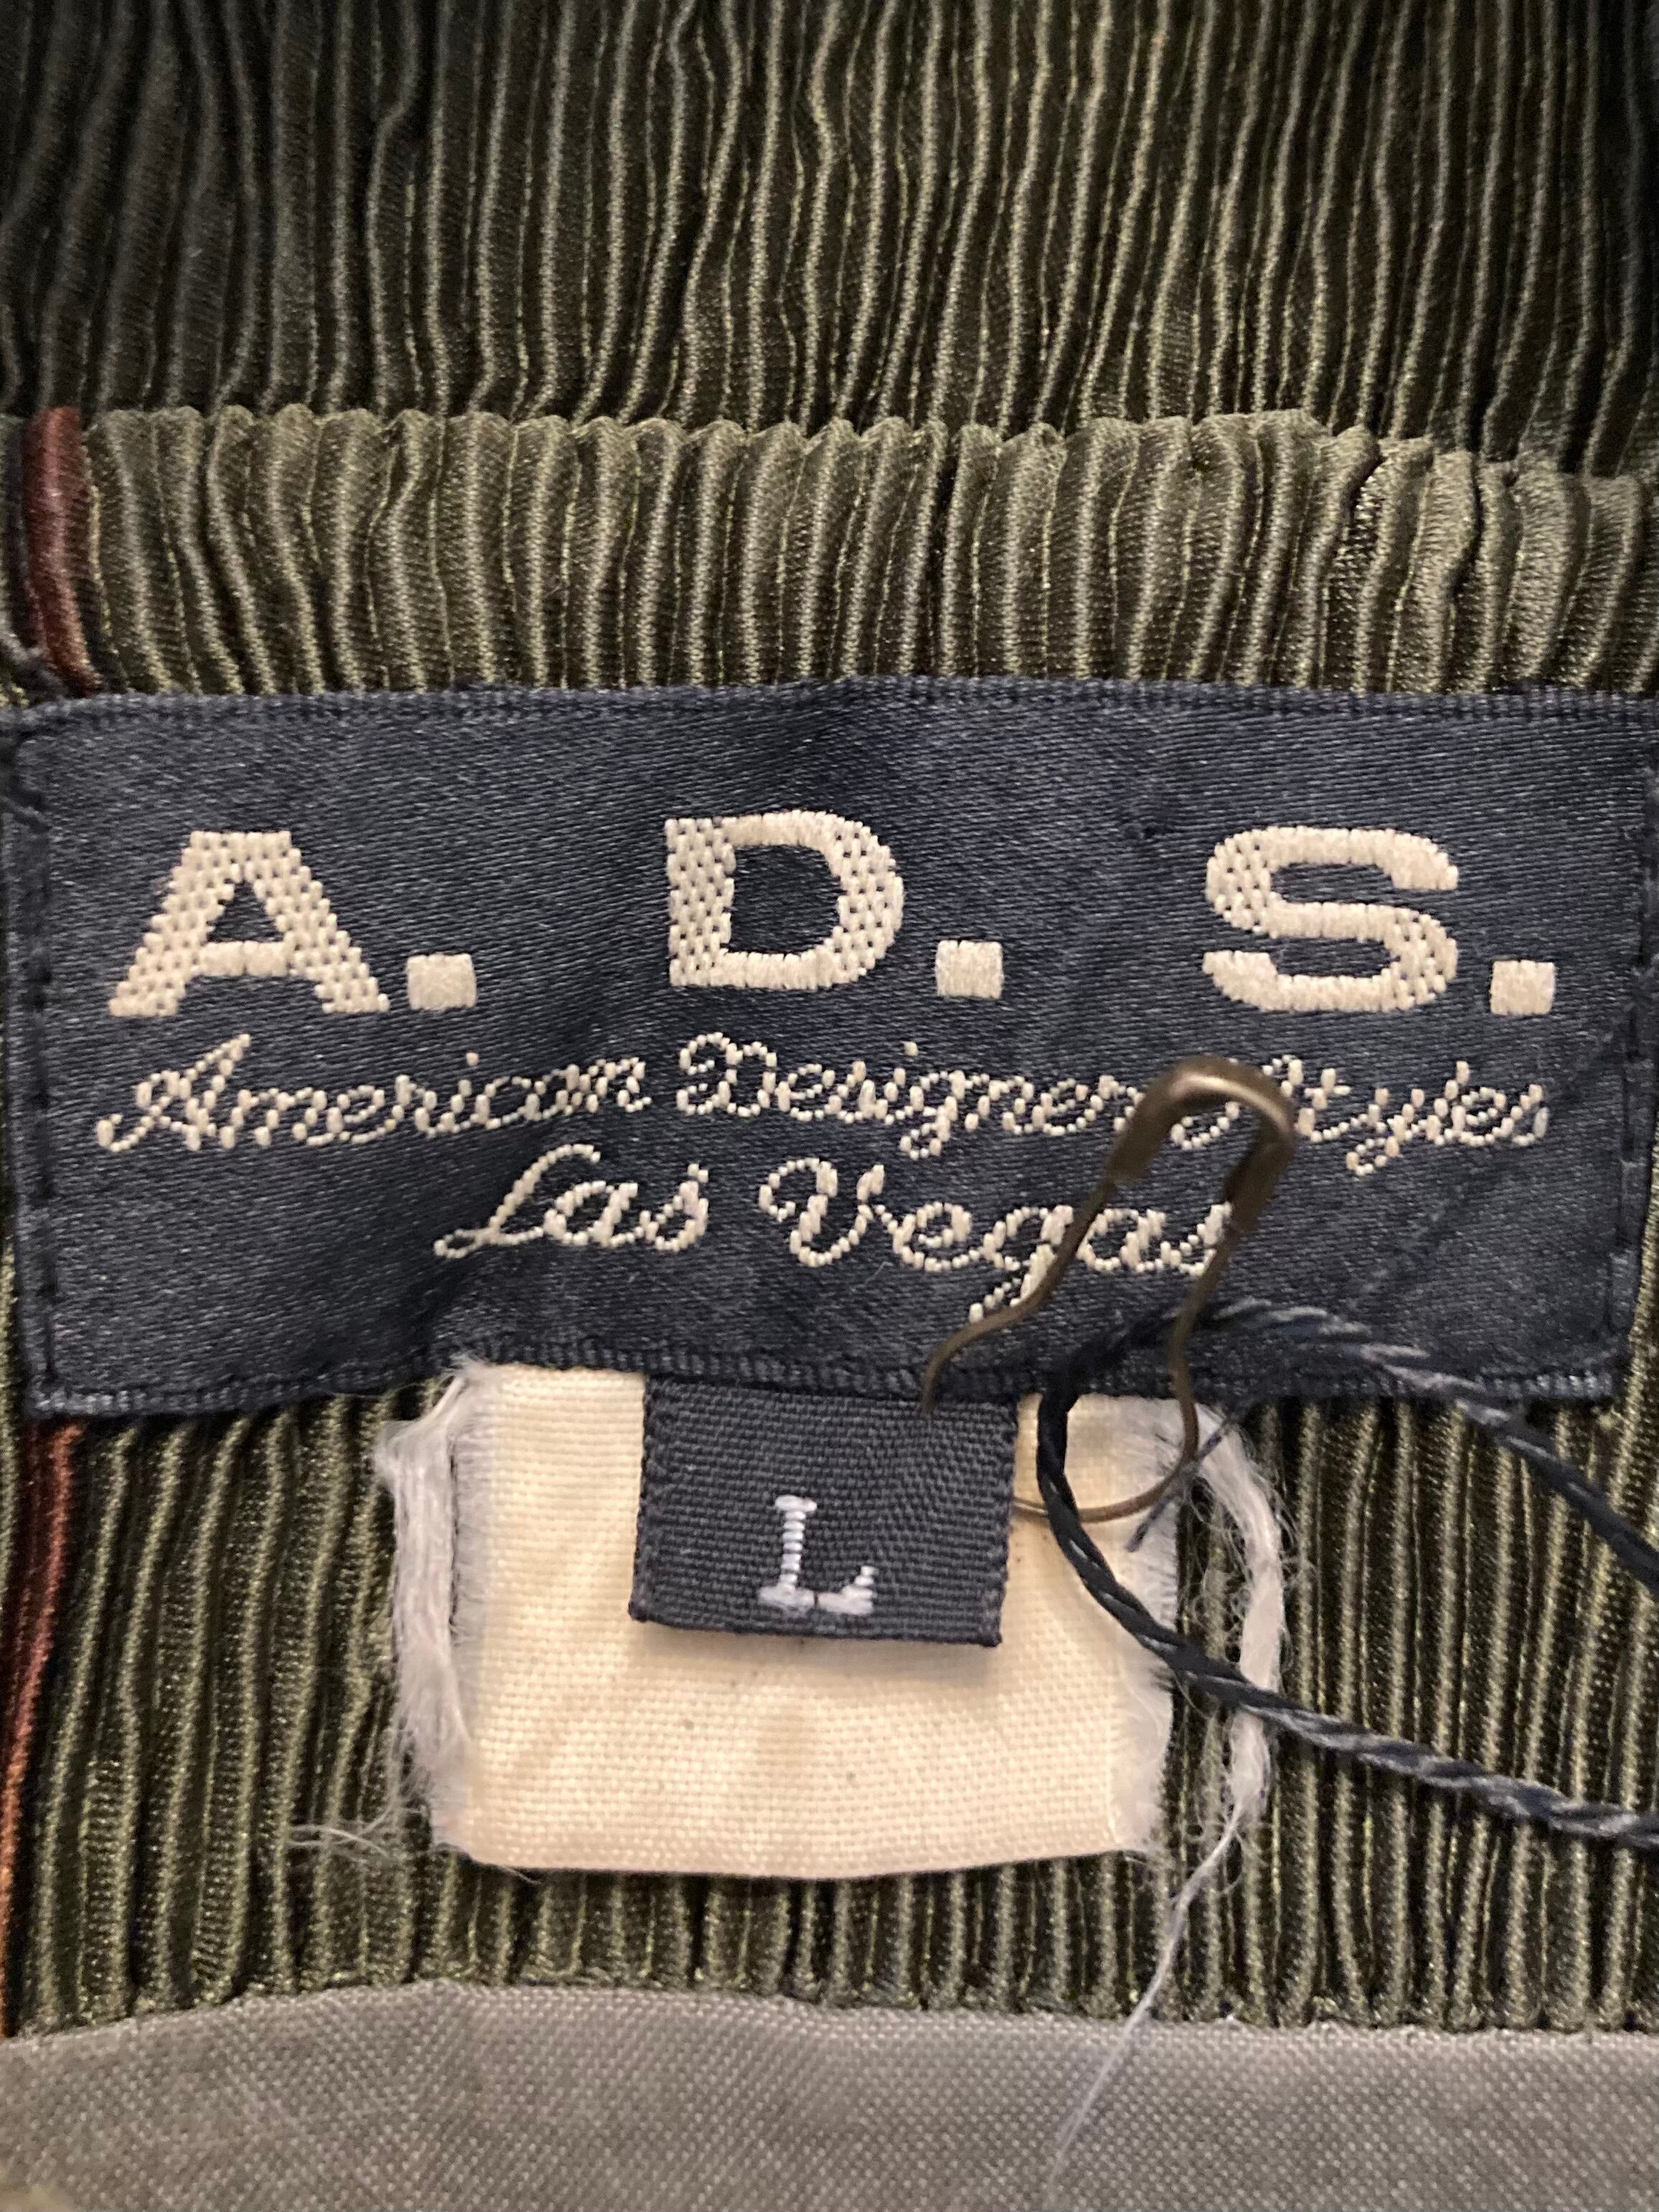 A. D. S.
American Designer Styles
Las Vegas
L